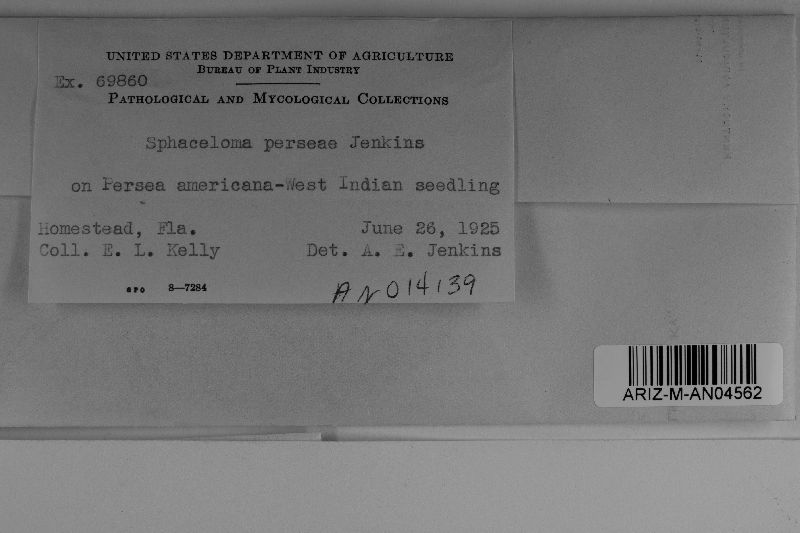 UNITED STATES DEPARTMENT OF AGRICULTURE
BUREAU OF PLANT INDUSTRY
Ex. 69860
PATHOLOGICAL AND MYCOLOGICAL COLLECTIONS
Sphaceloma perseae Jenkins
on Persea americana-West Indian seedling
Homestead, Fla. June 26, 1925
Coll. E. L. Kelly Det. A. E. Jenkins
GPO 8—7284
AN014139
ARIZ-M-AN04562